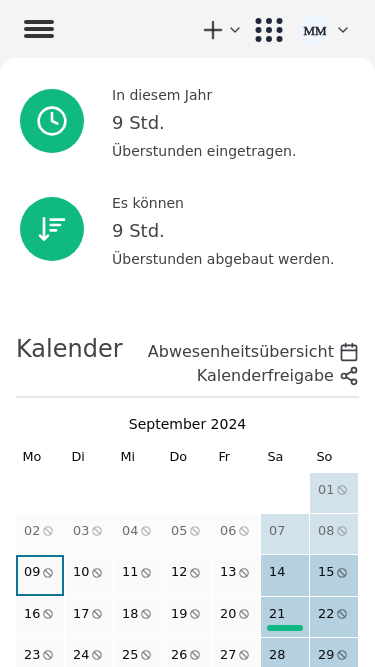 MM
In diesem Jahr
9 Std.
Überstunden eingetragen.
Es können
9 Std.
Überstunden abgebaut werden.
Kalender
Abwesenheitsübersicht
Kalenderfreigabe
September 2024
Mo Di Mi Do Fr Sa So
01
02 03 04 05 06 07 08
09 10 11 12 13 14 15
16 17 18 19 20 21 22
23 24 25 26 27 28 29